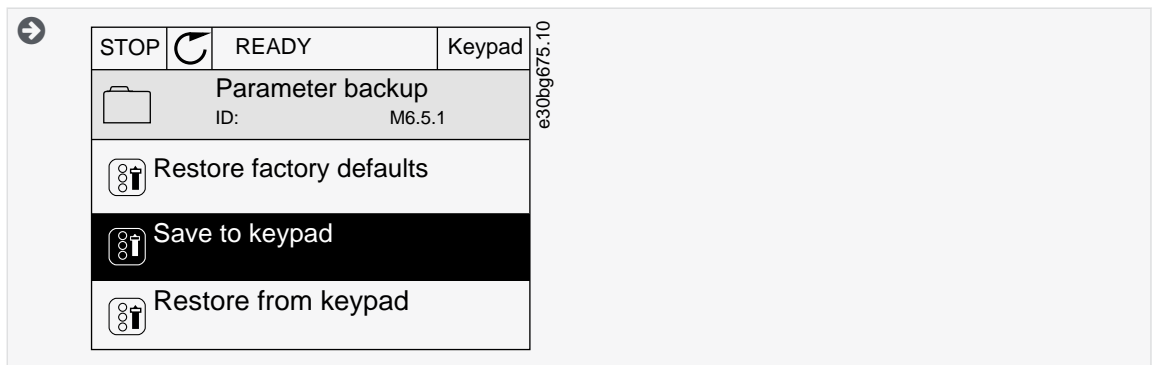 STOP READY Keypad
Parameter backup
ID: M6.5.1
Restore factory defaults
Save to keypad
Restore from keypad
e30bg675.10